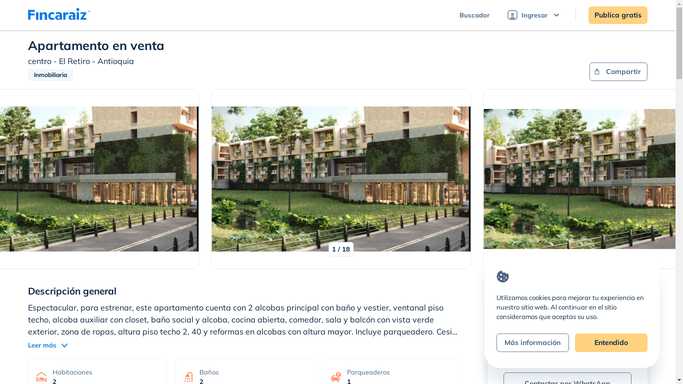 Fincaraiz
Buscador
Ingresar
Publica gratis
Apartamento en venta
centro - El Retiro - Antioquia
Inmobiliaria
Compartir
1 / 18
Descripción general
Espectacular, para estrenar, este apartamento cuenta con 2 alcobas principal con baño y vestier, ventanal piso
techo, alcoba auxiliar con closet, baño social y alcoba, cocina abierta, comedor, sala y balcón con vista verde
exterior, zona de ropas, altura piso techo 2, 40 y reformas en alcobas con altura mayor. Incluye parqueadero. Cesi...
Leer más
Habitaciones
2
Baños
2
Parqueaderos
1
Utilizamos cookies para mejorar tu experiencia en
nuestro sitio web. Al continuar en el sitio
consideramos que aceptas su uso.
Más información
Entendido
Contactar por WhatsApp